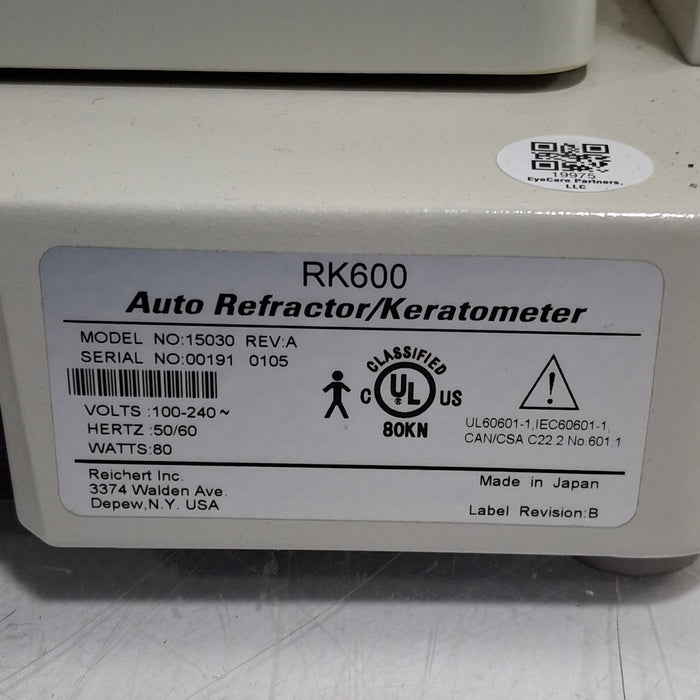 19975
EyeCare Partners,
LLC
RK600
Auto Refractor/Keratometer
MODEL NO:15030 REV:A
SERIAL NO:00191 0105
VOLTS :100-240~
HERTZ :50/60
WATTS:80
CLASSIFIED
C UL US
80KN
UL60601-1,IEC60601-1,
CAN/CSA C22.2 No.601.1
Reichert Inc.
3374 Walden Ave.
Depew,N.Y. USA
Made in Japan
Label Revision:B